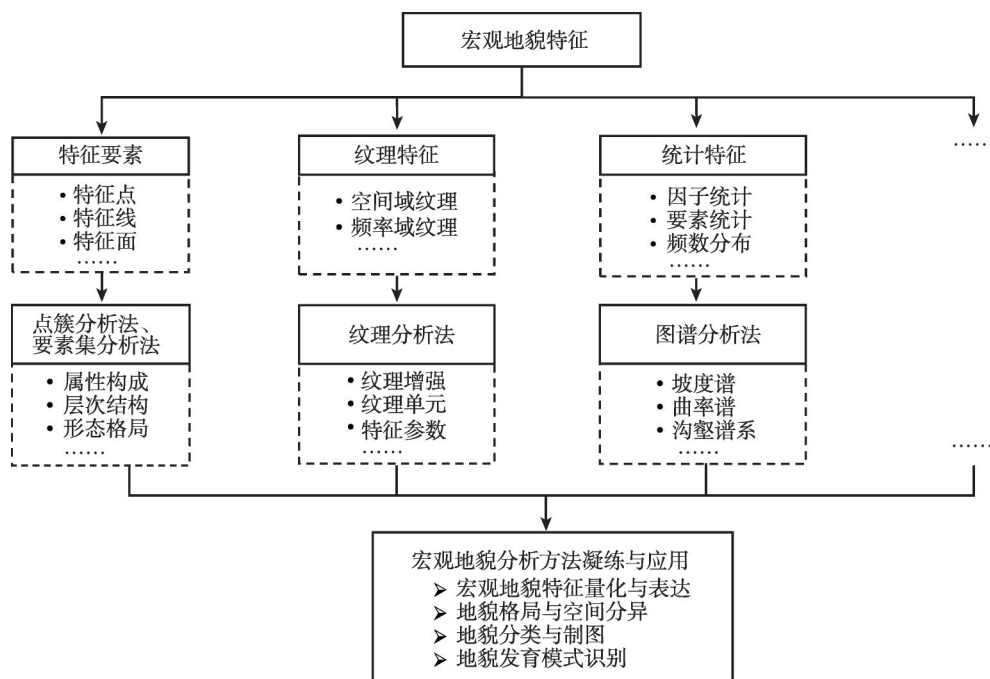 宏观地貌特征
特征要素
• 特征点
• 特征线
• 特征面
……
纹理特征
• 空间域纹理
• 频率域纹理
……
统计特征
• 因子统计
• 要素统计
• 频数分布
……
……
点簇分析法、
要素集分析法
• 属性构成
• 层次结构
• 形态格局
……
纹理分析法
• 纹理增强
• 纹理单元
• 特征参数
……
图谱分析法
• 坡度谱
• 曲率谱
• 沟壑谱系
……
……
宏观地貌分析方法凝练与应用
➢ 宏观地貌特征量化与表达
➢ 地貌格局与空间分异
➢ 地貌分类与制图
➢ 地貌发育模式识别